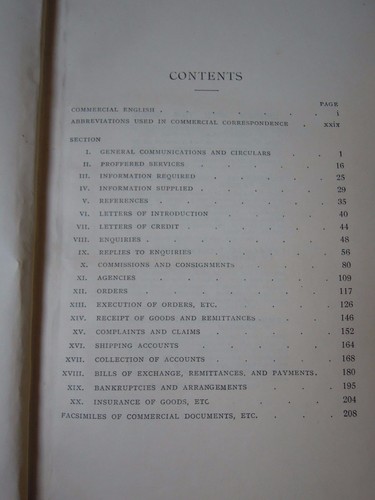 CONTENTS
PAGE
COMMERCIAL ENGLISH . . . . . . . i
ABBREVIATIONS USED IN COMMERCIAL CORRESPONDENCE . xxix
SECTION
I. GENERAL COMMUNICATIONS AND CIRCULARS . . 1
II. PROFFERED SERVICES . . . . . 16
III. INFORMATION REQUIRED . . . . . 25
IV. INFORMATION SUPPLIED . . . . . 29
V. REFERENCES . . . . . . 35
VI. LETTERS OF INTRODUCTION . . . . 40
VII. LETTERS OF CREDIT . . . . . 44
VIII. ENQUIRIES . . . . . . 48
IX. REPLIES TO ENQUIRIES . . . . . 56
X. COMMISSIONS AND CONSIGNMENTS . . . 80
XI. AGENCIES . . . . . . 109
XII. ORDERS . . . . . . 117
XIII. EXECUTION OF ORDERS, ETC. . . . . 126
XIV. RECEIPT OF GOODS AND REMITTANCES . . . 146
XV. COMPLAINTS AND CLAIMS . . . . 152
XVI. SHIPPING ACCOUNTS . . . . . 164
XVII. COLLECTION OF ACCOUNTS . . . . 168
XVIII. BILLS OF EXCHANGE, REMITTANCES, AND PAYMENTS. 180
XIX. BANKRUPTCIES AND ARRANGEMENTS . . . 195
XX. INSURANCE OF GOODS, ETC . . . . 204
FACSIMILES OF COMMERCIAL DOCUMENTS, ETC. . . . 208